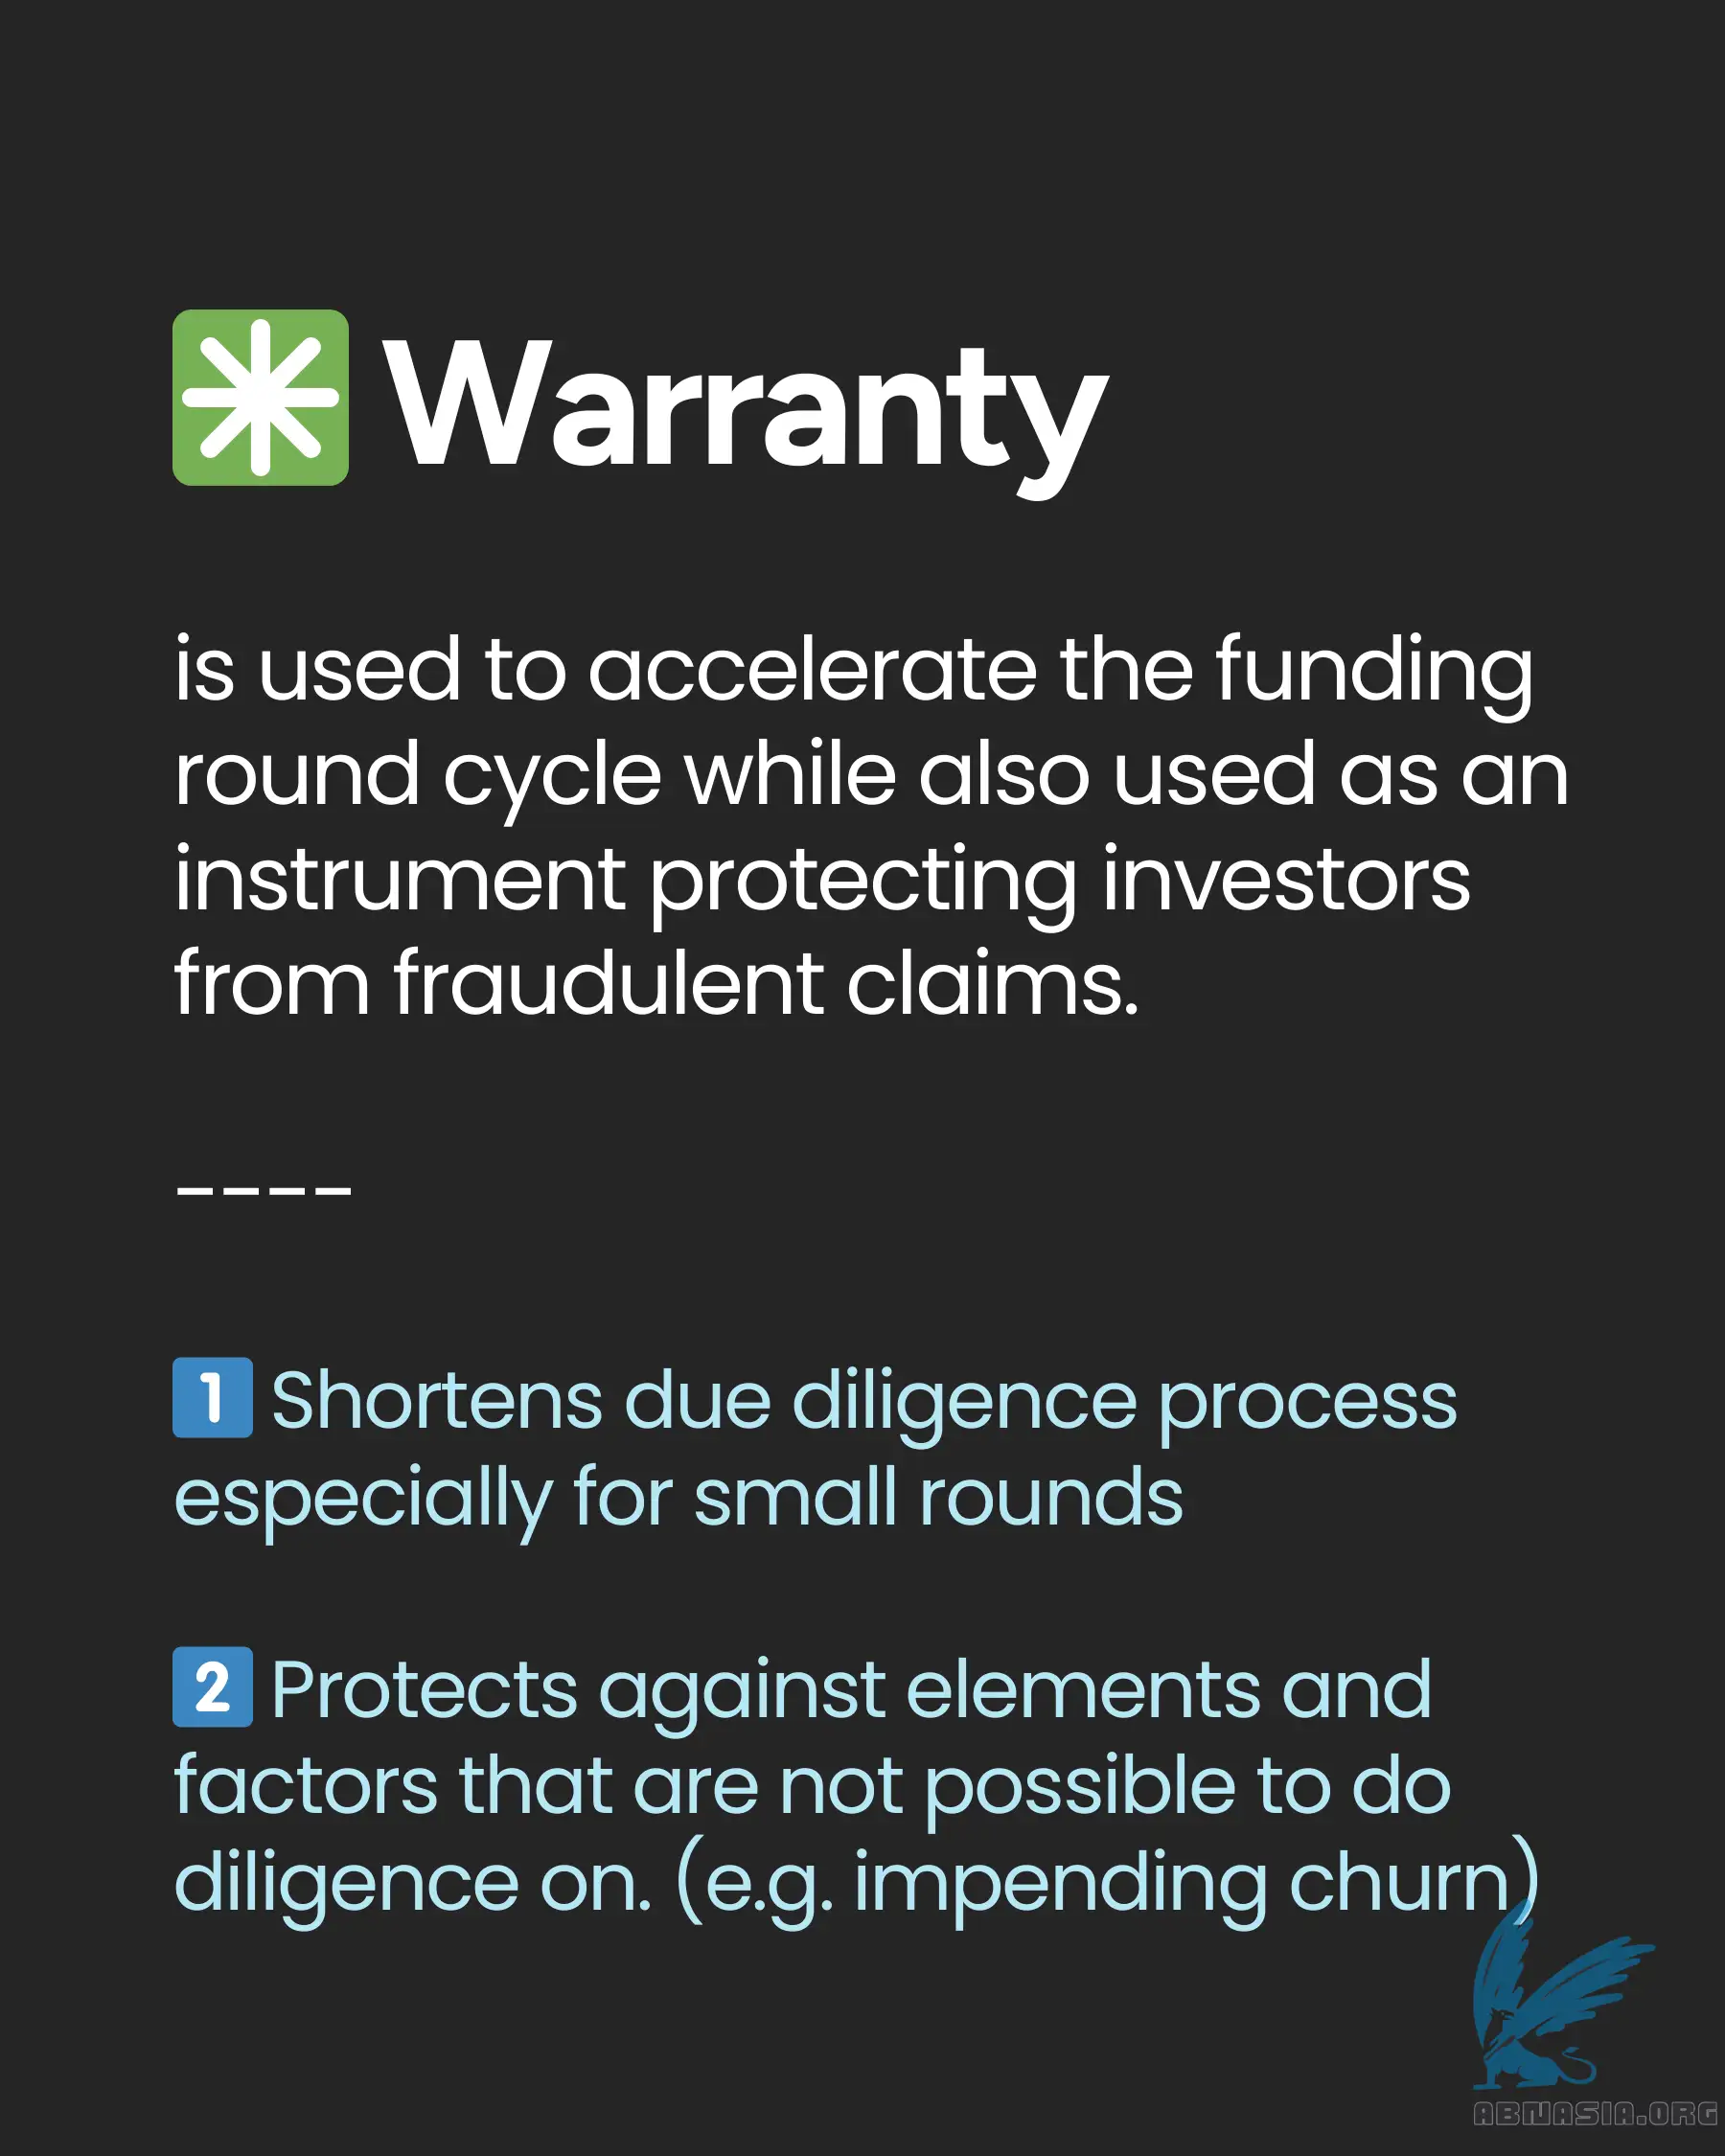 ✳️ Warranty
is used to accelerate the funding
round cycle while also used as an
instrument protecting investors
from fraudulent claims.
----
1️⃣ Shortens due diligence process
especially for small rounds
2️⃣ Protects against elements and
factors that are not possible to do
diligence on. (e.g. impending churn)
ABNASIA.ORG